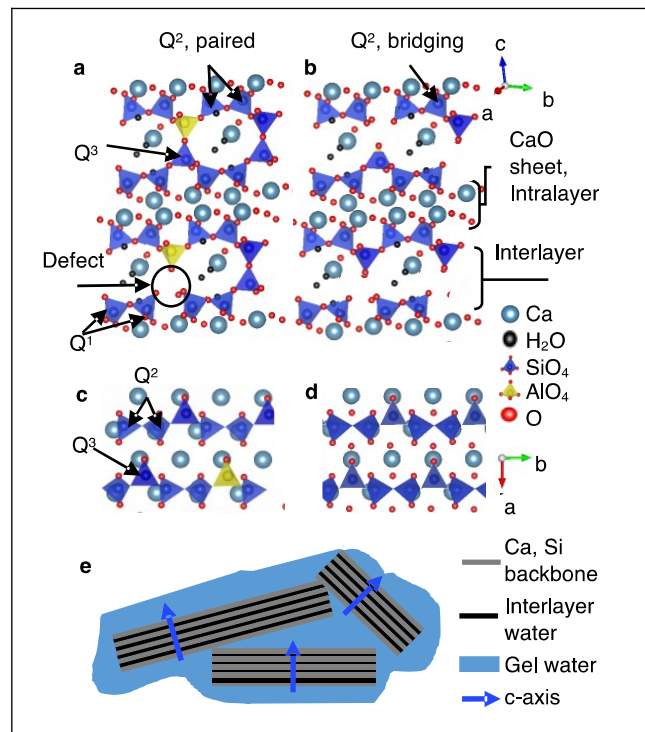 Q², paired
Q², bridging
a
b
c
b
a
Q³
CaO
sheet,
Intralayer
Defect
Interlayer
Q¹
Ca
H₂O
SiO₄
AlO₄
O
c
Q²
d
Q³
b
a
e
Ca, Si
backbone
Interlayer
water
Gel water
c-axis